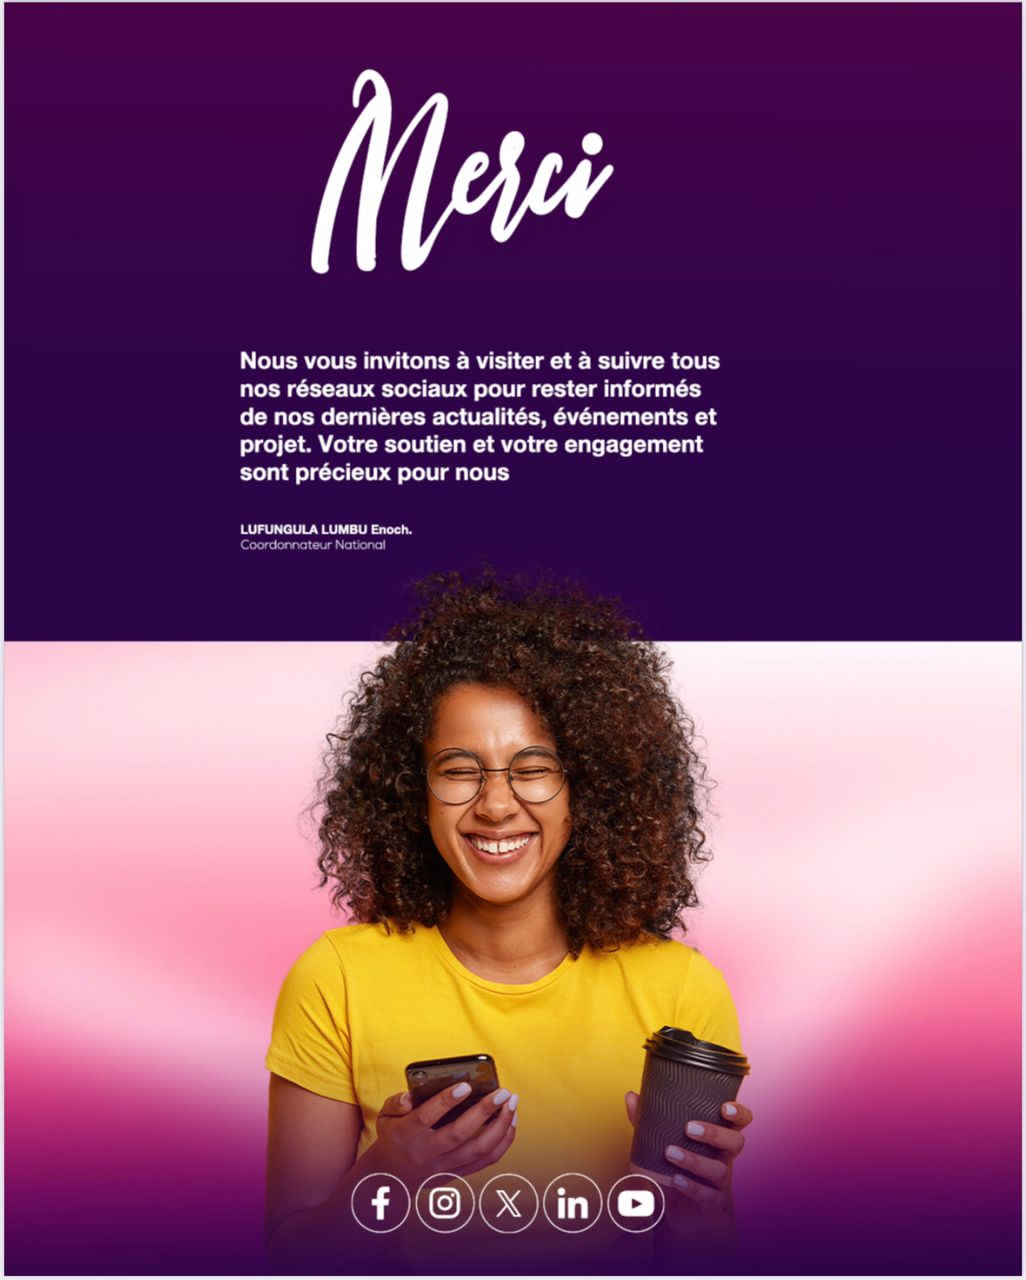 Merci
Nous vous invitons à visiter et à suivre tous
nos réseaux sociaux pour rester informés
de nos dernières actualités, événements et
projet. Votre soutien et votre engagement
sont précieux pour nous
LUFUNGULA LUMBU Enoch.
Coordonnateur National